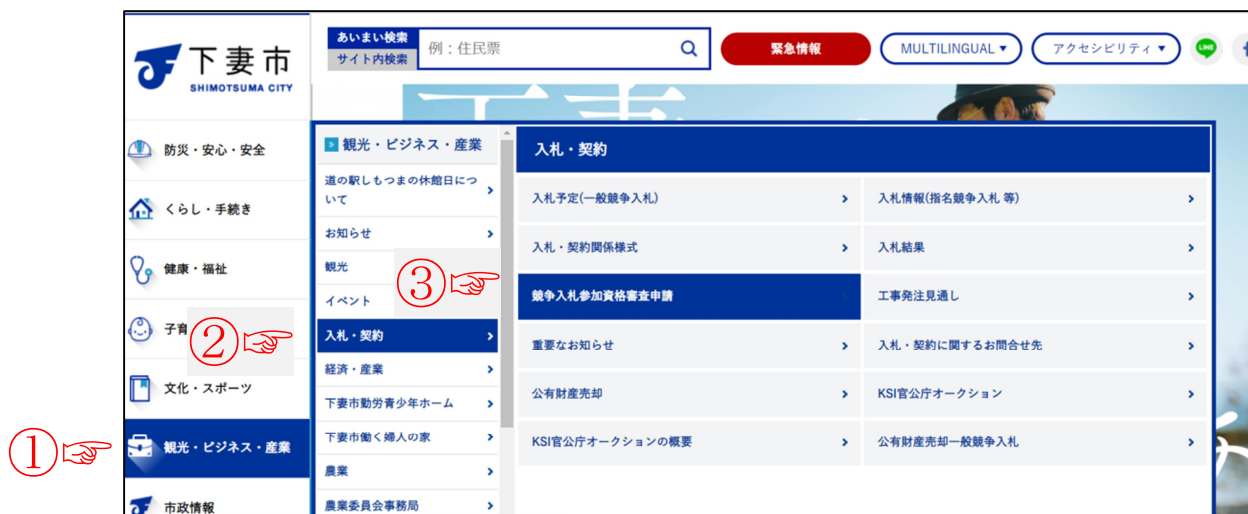 下妻市
SHIMOTSUMA CITY
あいまい検索
サイト内検索
例：住民票
緊急情報
MULTILINGUAL ▼
アクセシビリティ ▼
LINE
下妻
防災・安心・安全
くらし・手続き
健康・福祉
子育
②☞
文化・スポーツ
①☞
観光・ビジネス・産業
市政情報
観光・ビジネス・産業
道の駅しもつまの休館日につ
いて
お知らせ
観光
③☞
イベント
入札・契約
経済・産業
下妻市勤労青少年ホーム
下妻市働く婦人の家
農業
農業委員会事務局
入札・契約
入札予定(一般競争入札)
入札情報(指名競争入札 等)
入札・契約関係様式
入札結果
競争入札参加資格審査申請
工事発注見通し
重要なお知らせ
入札・契約に関するお問合せ先
公有財産売却
KSI官公庁オークション
KSI官公庁オークションの概要
公有財産売却一般競争入札